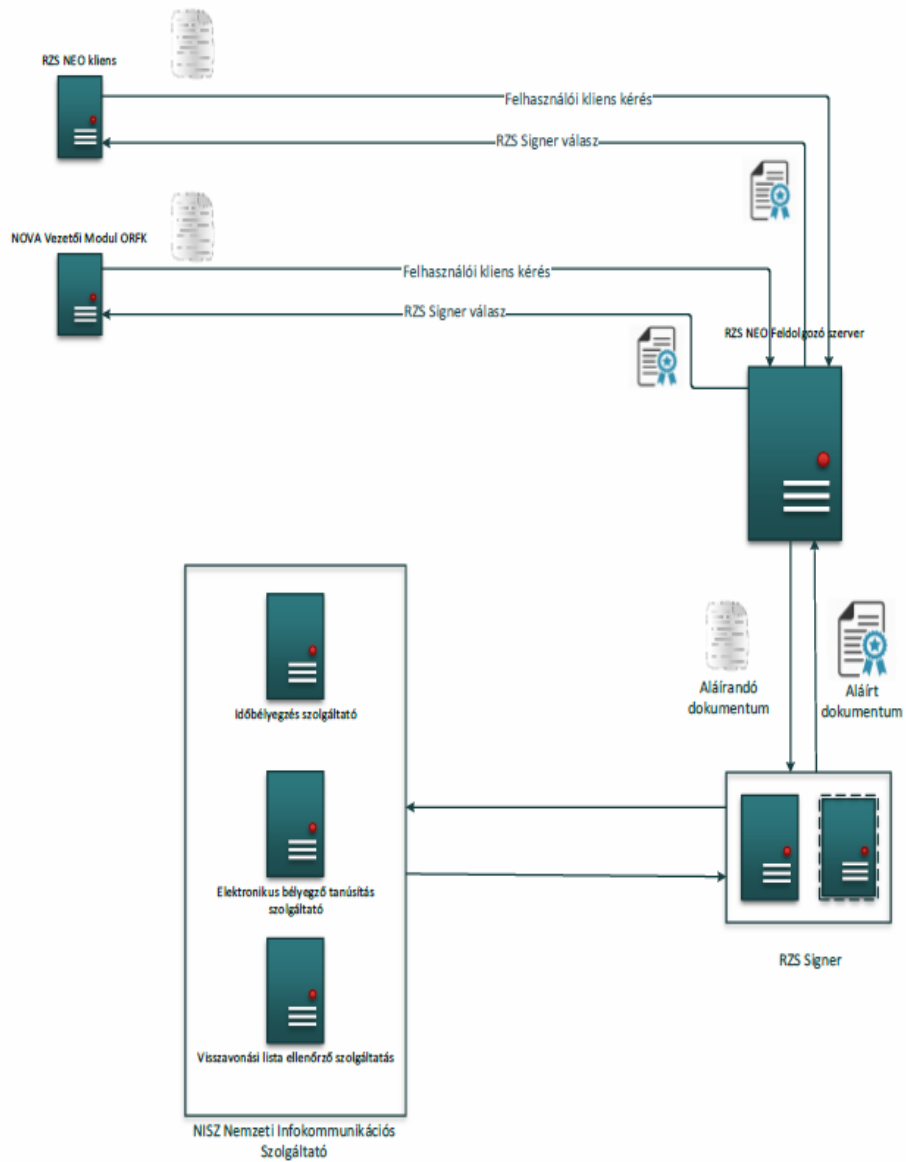 RZS NEO kliens
Felhasználói kliens kérés
RZS Signer válasz
NOVA Vezetői Modul ORFK
Felhasználói kliens kérés
RZS Signer válasz
RZS NEO Feldolgozó szerver
Időbélyegzés szolgáltató
Aláírandó
dokumentum
Aláírt
dokumentum
Elektronikus bélyegző tanúsítás
szolgáltató
RZS Signer
Visszavonási lista ellenőrző szolgáltatás
NISZ Nemzeti Infokommunikációs
Szolgáltató